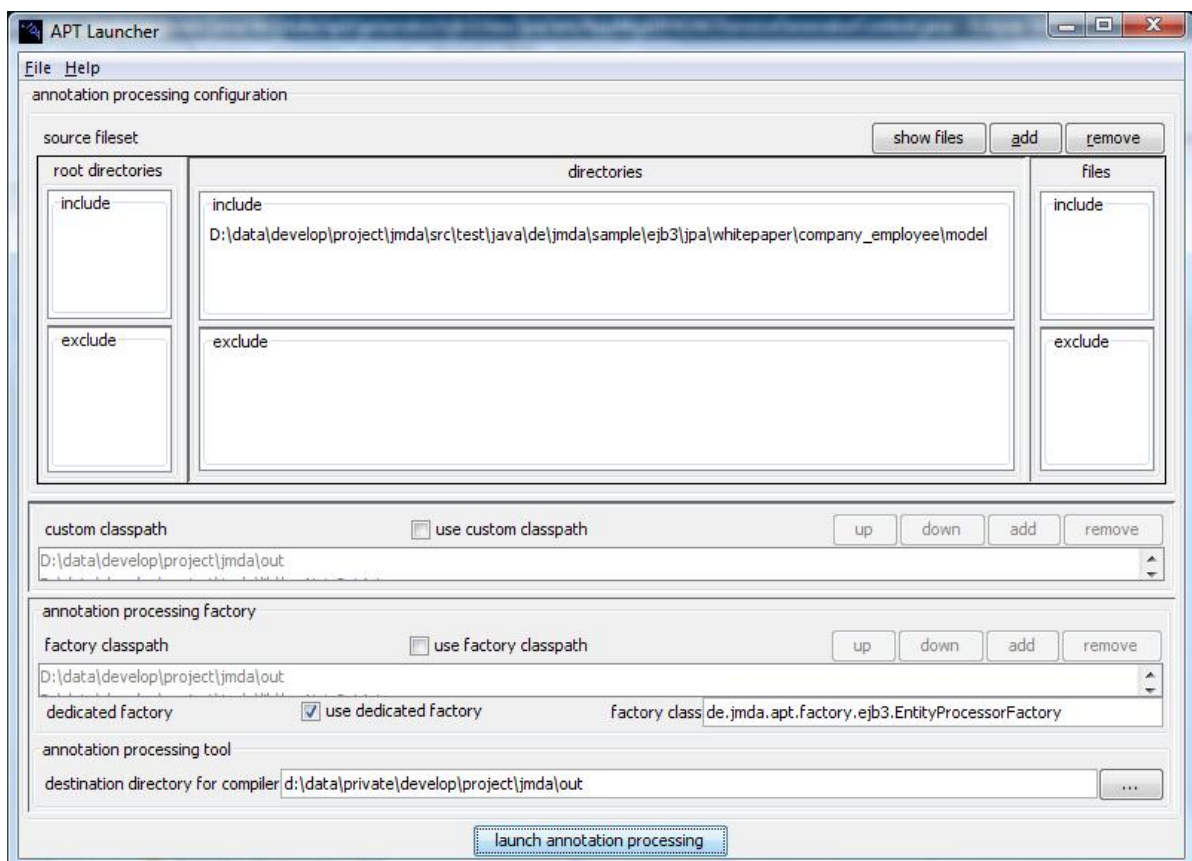 APT Launcher
File Help
annotation processing configuration
source fileset show files add remove
root directories directories files
include include include
D:\data\develop\project\jmda\src\test\java\de\jmda\sample\ejb3\jpa\whitepaper\company_employee\model
exclude exclude exclude
custom classpath use custom classpath up down add remove
D:\data\develop\project\jmda\out
annotation processing factory
factory classpath use factory classpath up down add remove
D:\data\develop\project\jmda\out
dedicated factory use dedicated factory factory class de.jmda.apt.factory.ejb3.EntityProcessorFactory
annotation processing tool
destination directory for compiler d:\data\private\develop\project\jmda\out ...
launch annotation processing